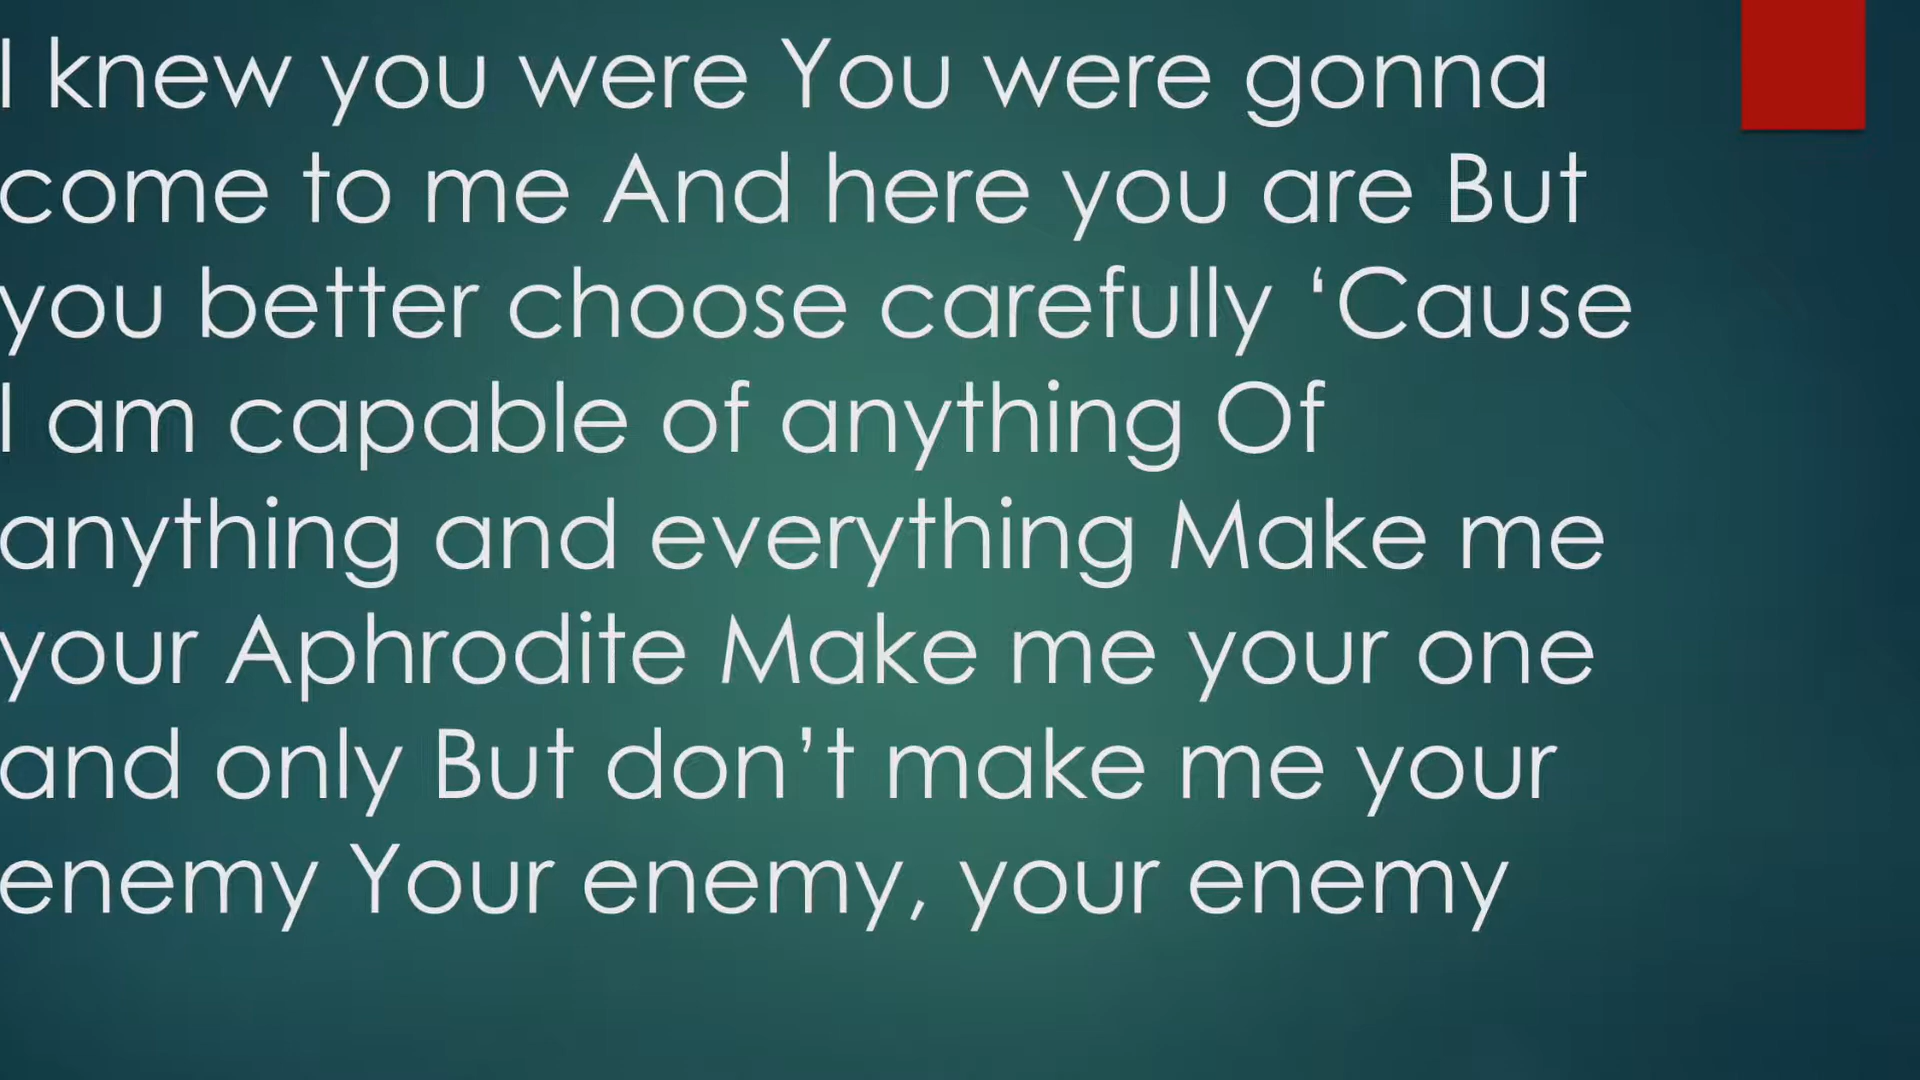 I knew you were You were gonna
come to me And here you are But
you better choose carefully ‘Cause
I am capable of anything Of
anything and everything Make me
your Aphrodite Make me your one
and only But don’t make me your
enemy Your enemy, your enemy